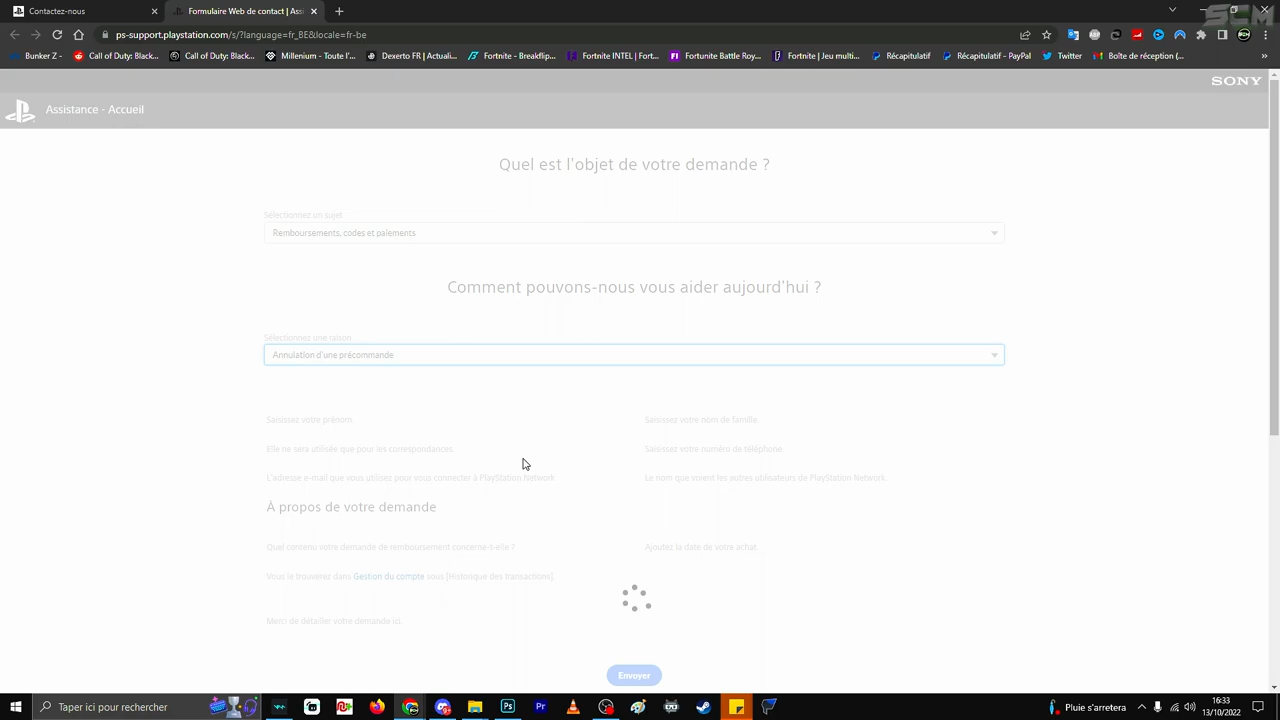 Contactez-nous
Formulaire | Assi
ps-support.playstation.com/s/?language=fr_BE&locale=fr-be
Bunker Z - Call of Duty: Black... Call of Duty: Black... Millenium - Toute l'... Dexerto FR | Actuali... Fortnite - Breakflip... Fortnite INTEL | Fort... Fortunite Battle Roy... Fortnite | Jeu multi... Récapitulatif Récapitulatif Twitter Boîte de réception (...
SONY
Assistance - Accueil
Quel est l'objet de votre demande ?
Sélectionnez un sujet
Remboursements, codes et paiements
Comment pouvons-nous vous aider aujourd'hui ?
Sélectionnez une raison
Annulation d'une précommande
Saisissez votre prénom. Saisissez votre nom de famille.
Elle ne sera utilisée que pour les correspondances. Saisissez votre numéro de téléphone.
L'adresse e-mail que vous utilisez pour vous connecter à PlayStation Network Le nom que voient les autres utilisateurs de PlayStation Network.
À propos de votre demande
Quel contenu votre demande de remboursement concerne-t-elle ? Ajoutez la date de votre achat
Vous le trouverez dans Gestion du compte sous [Historique des transactions].
Merci de détailler votre demande ici.
Envoyer
Taper ici pour rechercher
Pluie s'arretera
16:33
13/10/2022